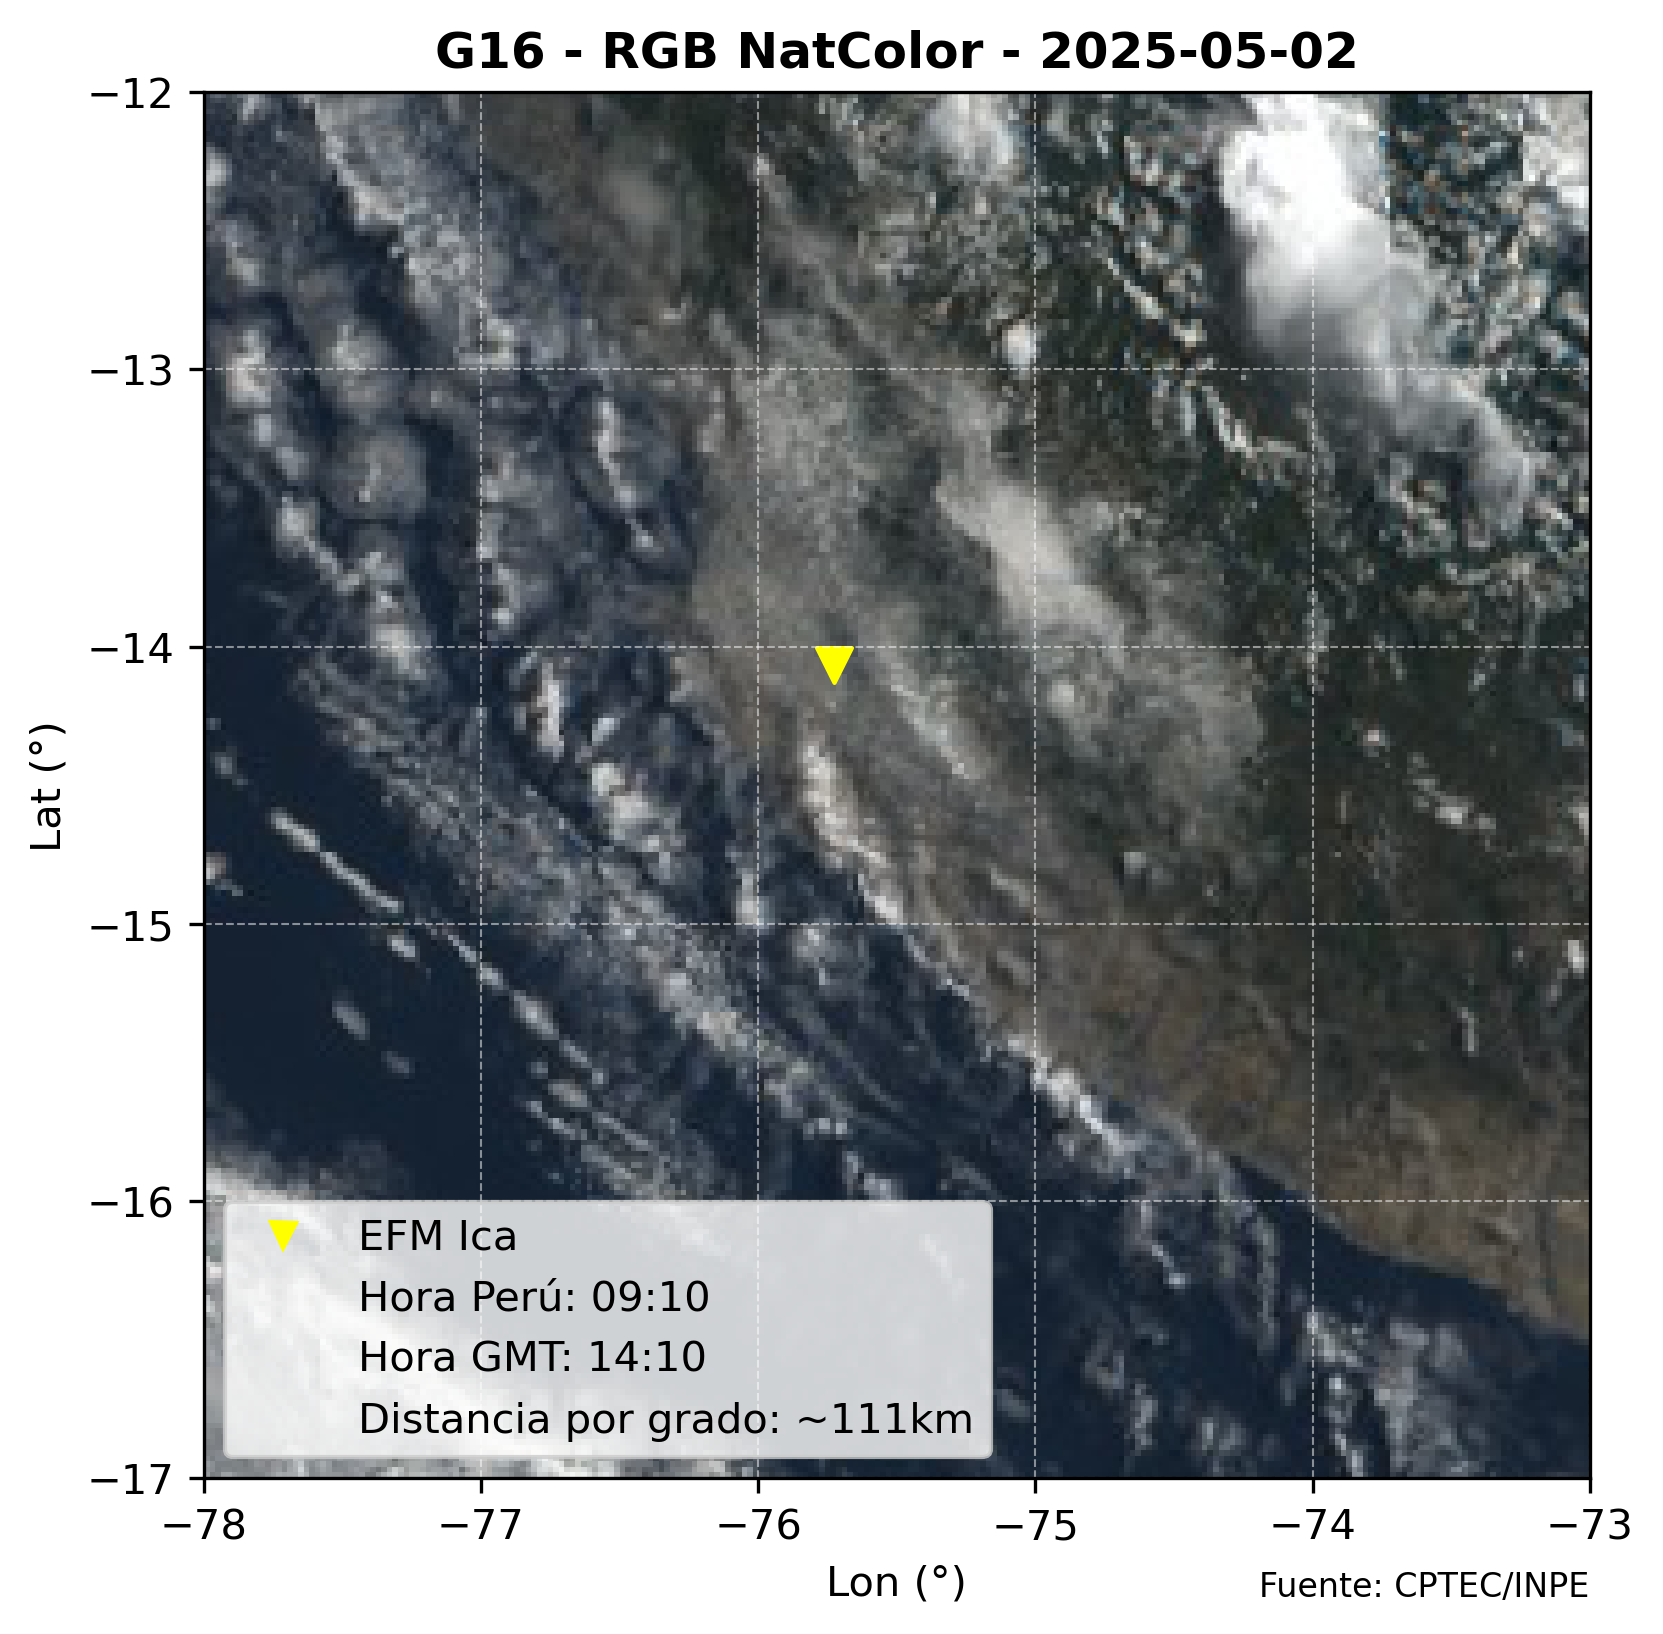 G16 - RGB NatColor - 2025-05-02
−12
−13
−14
−15
−16
−17
Lat (°)
EFM Ica
Hora Perú: 09:10
Hora GMT: 14:10
Distancia por grado: ~111km
−78 −77 −76 −75 −74 −73
Lon (°)
Fuente: CPTEC/INPE